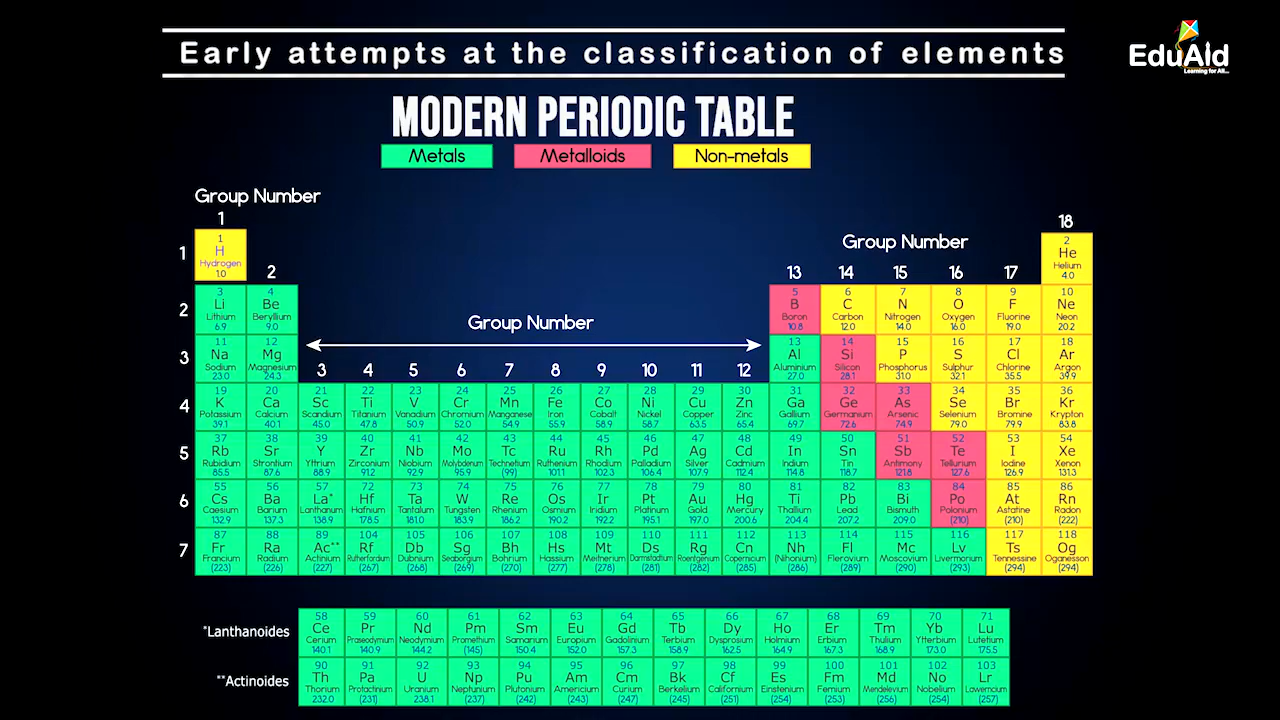 Early attempts at the classification of elements
EduAid
Learning for All...
MODERN PERIODIC TABLE
Metals Metalloids Non-metals
Group Number
1 18
Group Number
2 13 14 15 16 17
Group Number
3 4 5 6 7 8 9 10 11 12
1
1 2
H He
Hydrogen Helium
10 4.0
2
3 4 5 6 7 8 9 10
Li Be B C N O F Ne
Lithium Beryllium Boron Carbon Nitrogen Oxygen Fluorine Neon
6.9 9.0 10.8 12.0 14.0 16.0 19.0 20.2
3
11 12 13 14 15 16 17 18
Na Mg Al Si P S Cl Ar
Sodium Magnesium Aluminium Silicon Phosphorus Sulphur Chlorine Argon
23.0 24.3 27.0 28.1 31.0 32.1 35.5 39.9
4
19 20 21 22 23 24 25 26 27 28 29 30 31 32 33 34 35 36
K Ca Sc Ti V Cr Mn Fe Co Ni Cu Zn Ga Ge As Se Br Kr
Potassium Calcium Scandium Titanium Vanadium Chromium Manganese Iron Cobalt Nickel Copper Zinc Gallium Germanium Arsenic Selenium Bromine Krypton
39.1 40.1 45.0 47.8 50.9 52.0 54.9 55.9 58.9 58.7 63.5 65.4 69.7 72.6 74.9 79.0 79.9 83.8
5
37 38 39 40 41 42 43 44 45 46 47 48 49 50 51 52 53 54
Rb Sr Y Zr Nb Mo Tc Ru Rh Pd Ag Cd In Sn Sb Te I Xe
Rubidium Strontium Yttrium Zirconium Niobium Molybdenum Technetium Ruthenium Rhodium Palladium Silver Cadmium Indium Tin Antimony Tellurium Iodine Xenon
85.5 87.6 88.9 91.2 92.9 95.9 (99) 101.1 102.3 106.4 107.9 112.4 114.8 118.7 121.8 127.6 126.9 131.3
6
55 56 57 72 73 74 75 76 77 78 79 80 81 82 83 84 85 86
Cs Ba La* Hf Ta W Re Os Ir Pt Au Hg Ti Pb Bi Po At Rn
Caesium Barium Lanthanum Hafnium Tantalum Tungsten Rhenium Osmium Iridium Platinum Gold Mercury Thallium Lead Bismuth Polonium Astatine Radon
132.9 137.3 138.9 178.5 181.0 183.9 186.2 190.2 192.2 195.1 197.0 200.6 204.4 207.2 209.0 (210) (210) (222)
7
87 88 89 104 105 106 107 108 109 110 111 112 113 114 115 116 117 118
Fr Ra Ac** Rf Db Sg Bh Hs Mt Ds Rg Cn Nh Fl Mc Lv Ts Og
Francium Radium Actinium Rutherfordium Dubnium Seaborgium Bohrium Hassium Roentgenium Copernicium (Nihonium) Flerovium Moscovium Livermorium Tennessine Oganesson
(223) (226) (227) (267) (268) (269) (270) (277) (278) (281) (282) (285) (286) (289) (290) (293) (294) (294)
*Lanthanoides
58 59 60 61 62 63 64 65 66 67 68 69 70 71
Ce Pr Nd Pm Sm Eu Gd Tb Dy Ho Er Tm Yb Lu
Cerium Praseodymium Neodymium Promethium Samarium Europium Gadolinium Terbium Dysprosium Holmium Erbium Thulium Ytterbium Lutetium
140.1 140.9 144.2 (145) 150.4 152.0 157.3 158.9 162.5 164.9 167.3 168.9 173.0 175.5
**Actinoides
90 91 92 93 94 95 96 97 98 99 100 101 102 103
Th Pa U Np Pu Am Cm Bk Cf Es Fm Md No Lr
Thorium Protactinium Uranium Neptunium Plutonium Americium Curium Berkelium Californium Einstenium Fermium Mendelevium Nobelium
232.0 (231) 238.1 (237) (242) (243) (247) (245) (251) (254) (253) (256) (254) (257)